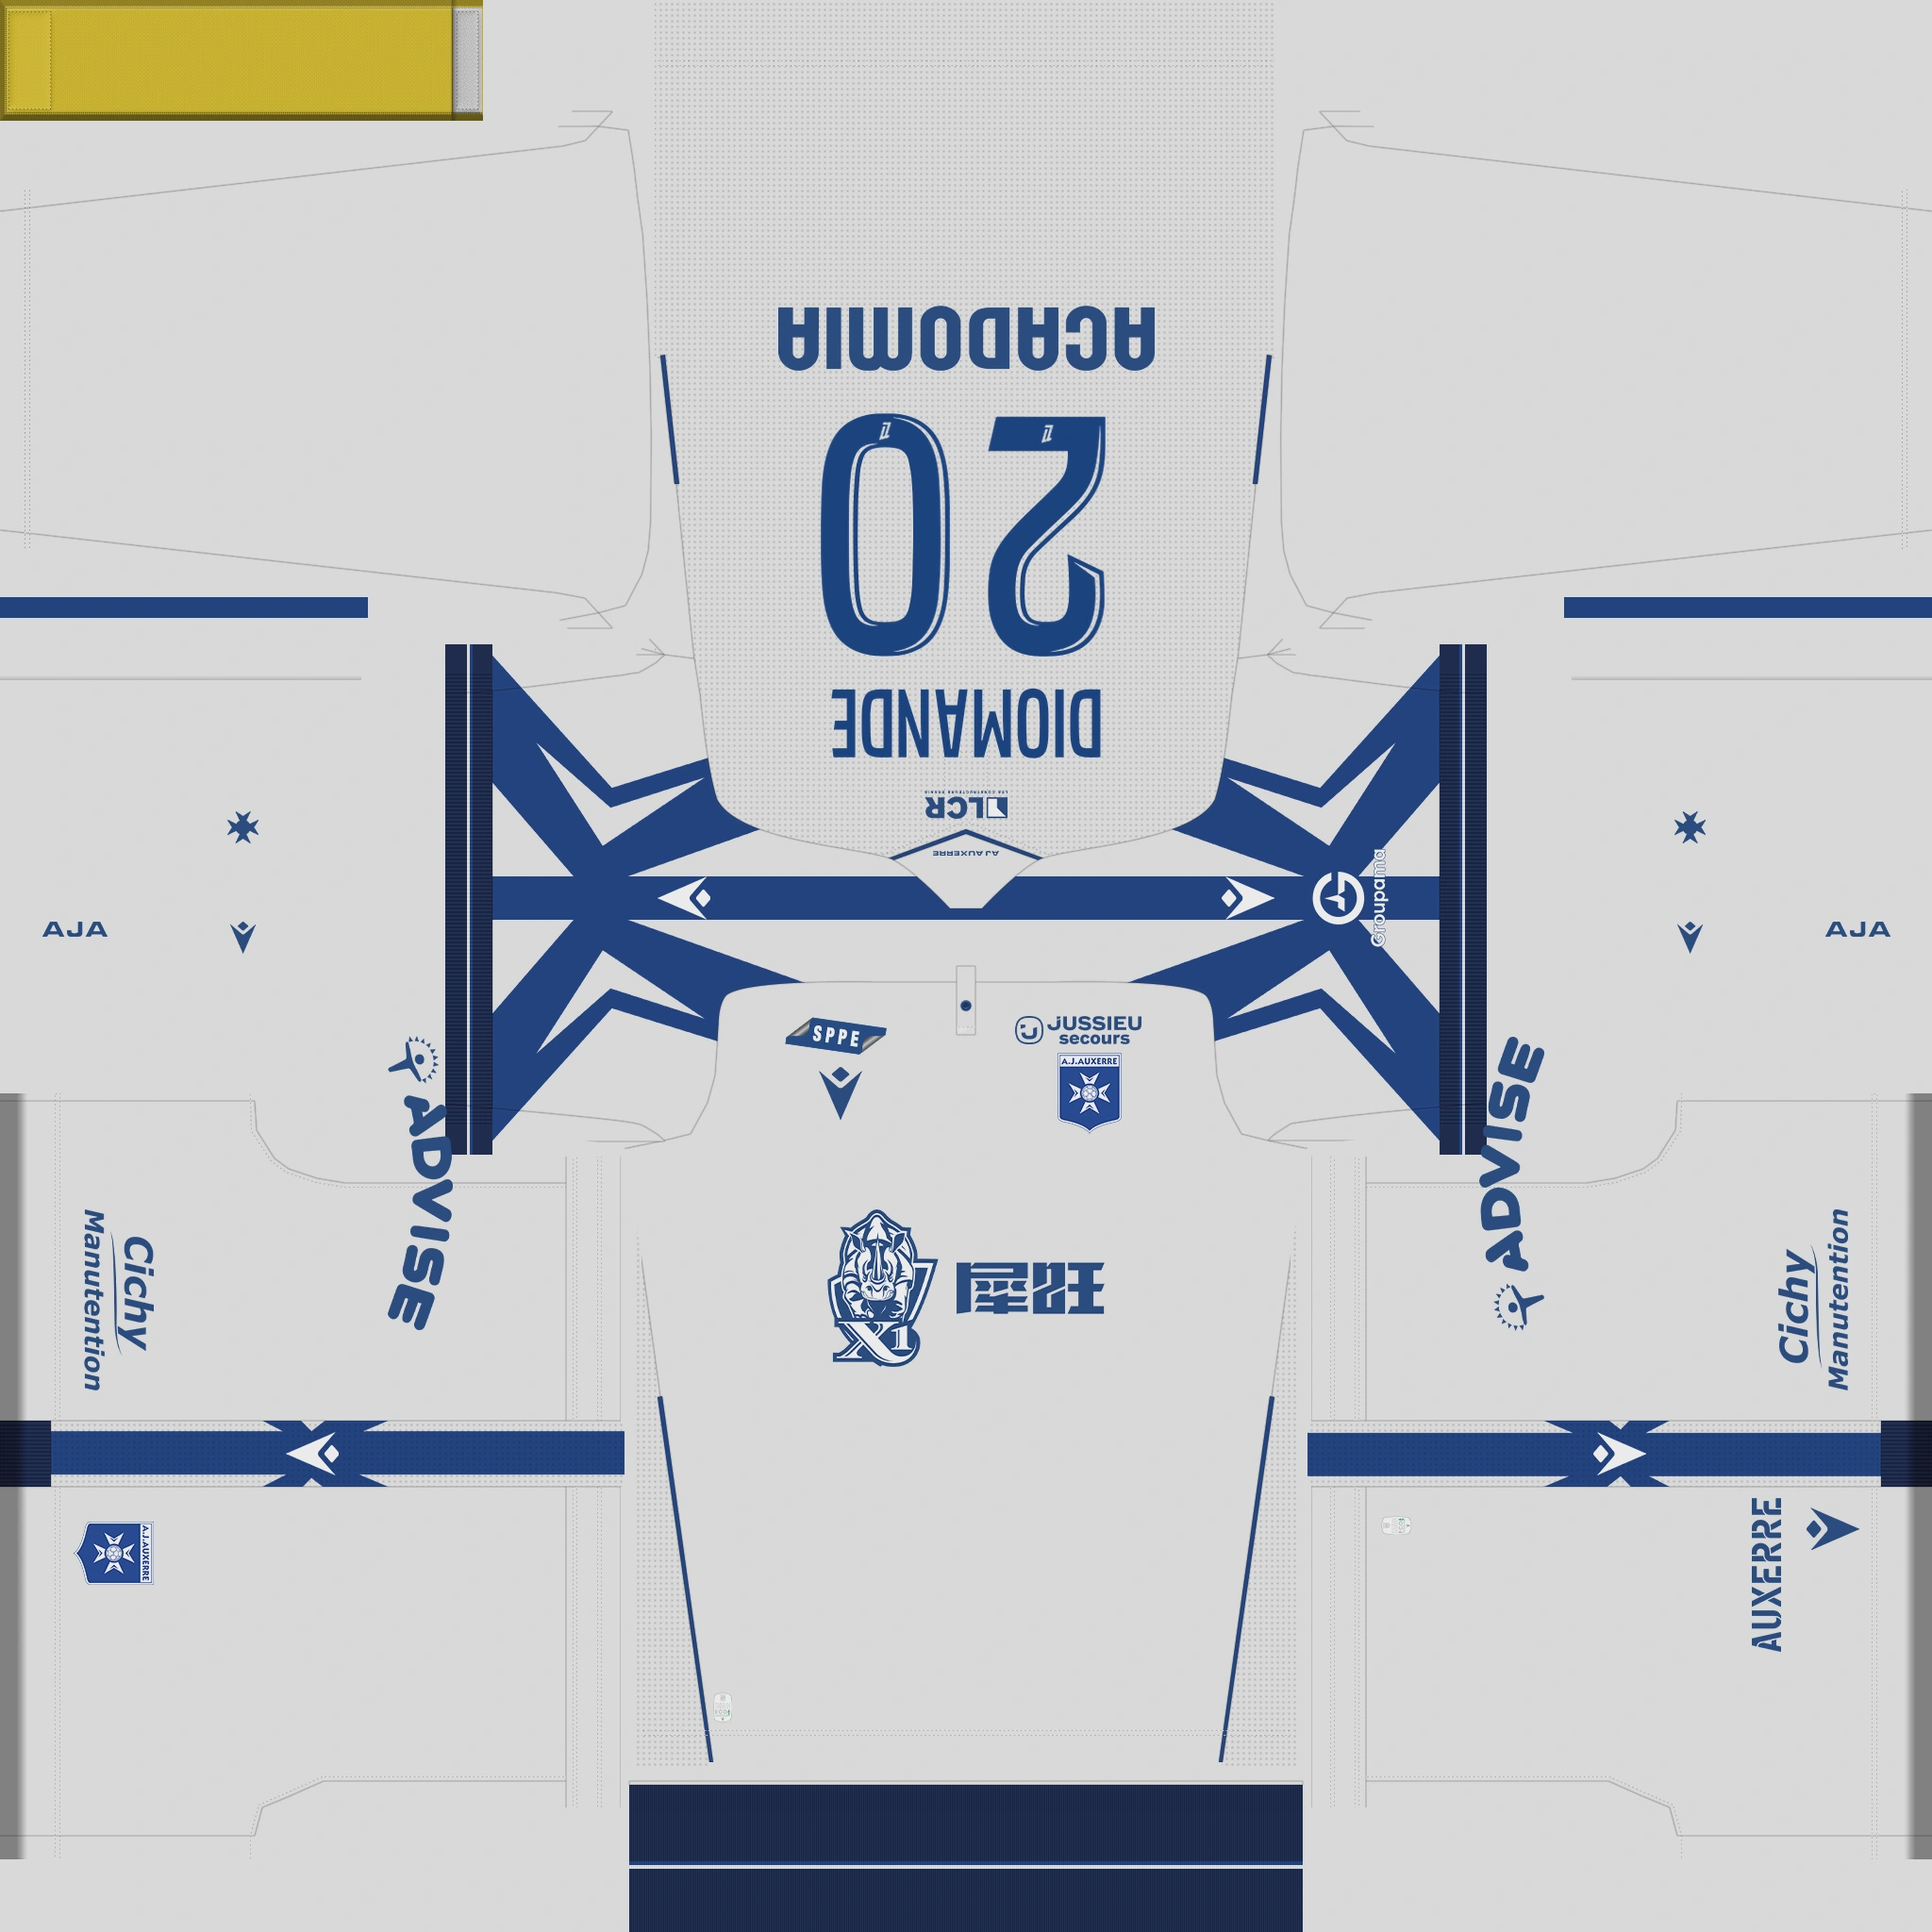 ACADOMIA
20
DIOMANDE
LCR
AJ AUXERRE
Groupama
AJA
AJA
SPPE
JUSSIEU
secours
A.J.AUXERRE
ADVISE
ADVISE
Cichy
Manutention
Cichy
Manutention
犀旺
X1
A.J.AUXERRE
AUXERRE